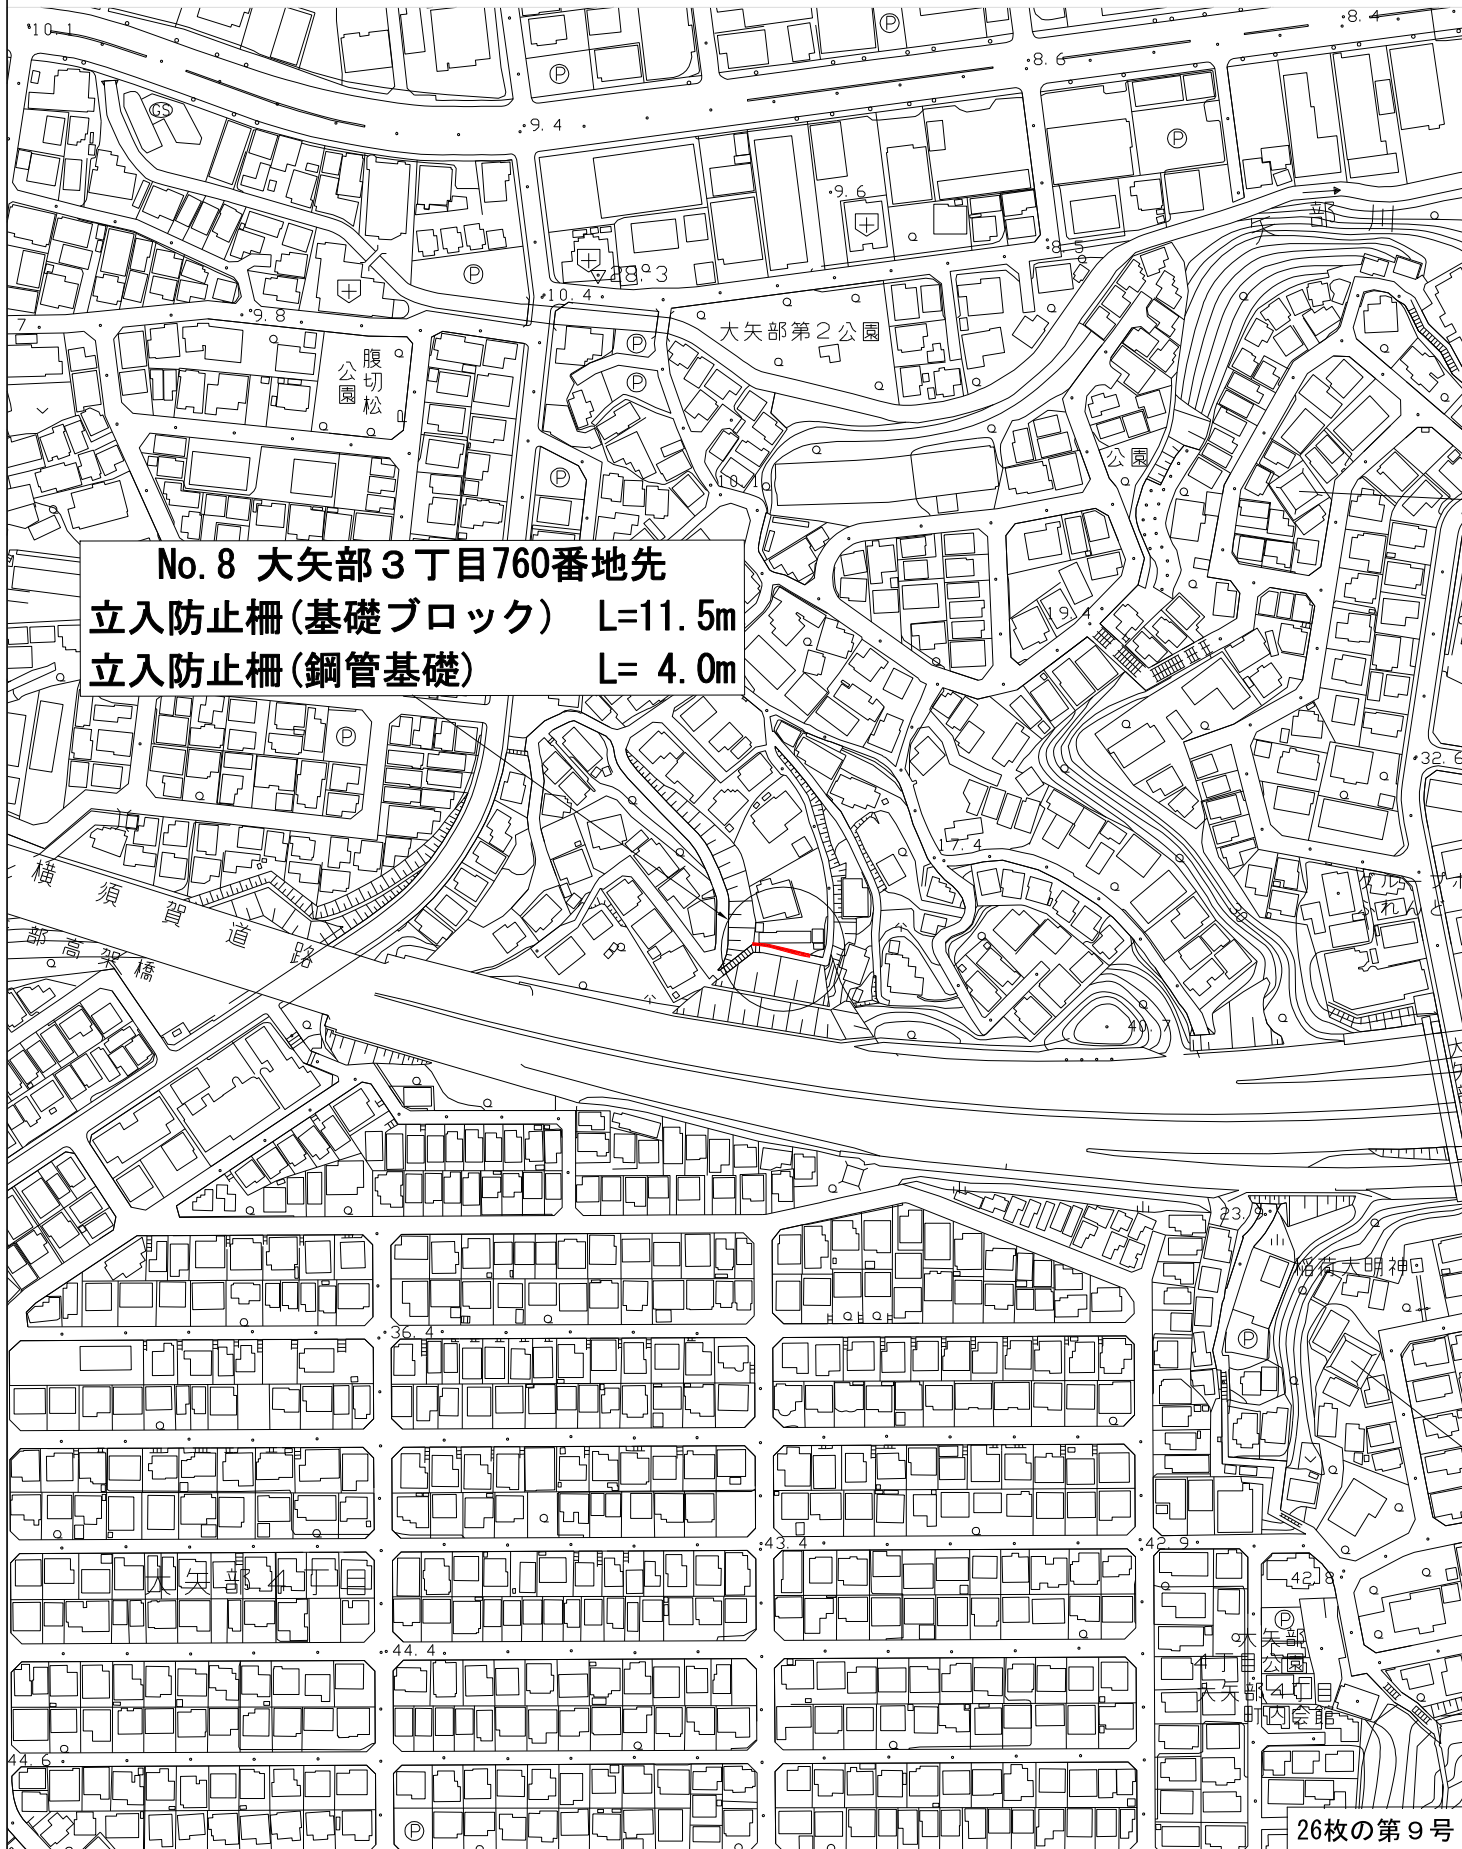 10.1
8.4
P
8.6
P
GS
9.4
P
9.6
矢部川
8.5
P
28.3
10.4
9.8
7
大矢部第2公園
P
腹切松
公園
P
公園
P
10.1
No.8 大矢部3丁目760番地先
立入防止柵(基礎ブロック) L=11.5m
立入防止柵(鋼管基礎) L= 4.0m
19.4
P
32.6
17.4
横須賀道路
部高架橋
40.7
23.9
稲荷大明神
36.4
P
43.4
42.9
大矢部4丁目
42.8
P
44.4
大矢部
4丁目公園
大矢部4丁目
町内会館
44.6
P
26枚の第9号